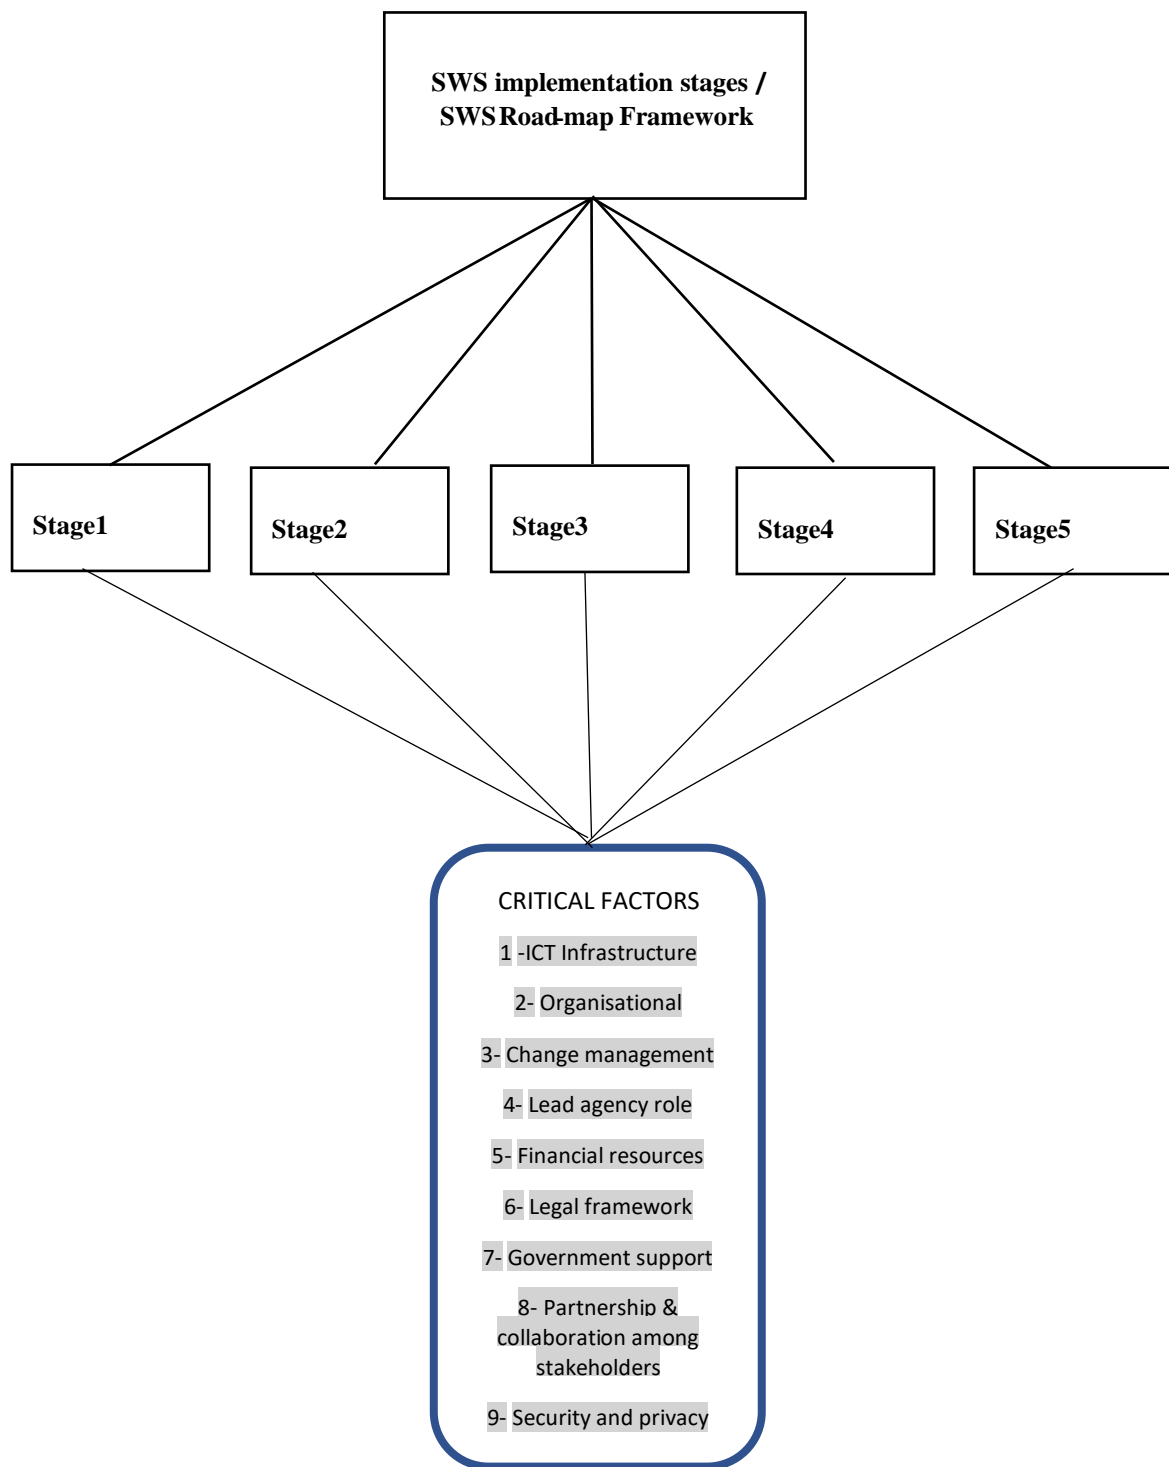 SWS implementation stages /
SWS Road-map Framework
Stage1
Stage2
Stage3
Stage4
Stage5
CRITICAL FACTORS
1 -ICT Infrastructure
2- Organisational
3- Change management
4- Lead agency role
5- Financial resources
6- Legal framework
7- Government support
8- Partnership &
collaboration among
stakeholders
9- Security and privacy